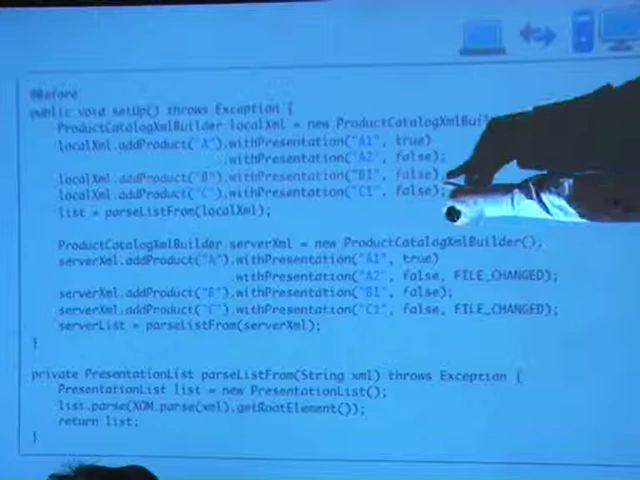 @Before
public void setUp() throws Exception {
ProductCatalogXmlBuilder localXml = new ProductCatalogXmlBuil
localXml.addProduct("A").withPresentation("A1", true)
.withPresentation("A2", false);
localXml.addProduct("B").withPresentation("B1", false);
localXml.addProduct("C").withPresentation("C1", false);
list = parseListFrom(localXml);
ProductCatalogXmlBuilder serverXml = new ProductCatalogXmlBuilder();
serverXml.addProduct("A").withPresentation("A1", true)
.withPresentation("A2", false, FILE_CHANGED);
serverXml.addProduct("B").withPresentation("B1", false);
serverXml.addProduct("C").withPresentation("C1", false, FILE_CHANGED);
serverList = parseListFrom(serverXml);
}
private PresentationList parseListFrom(String xml) throws Exception {
PresentationList list = new PresentationList();
list.parse(XOM.parse(xml).getRootElement());
return list;
}